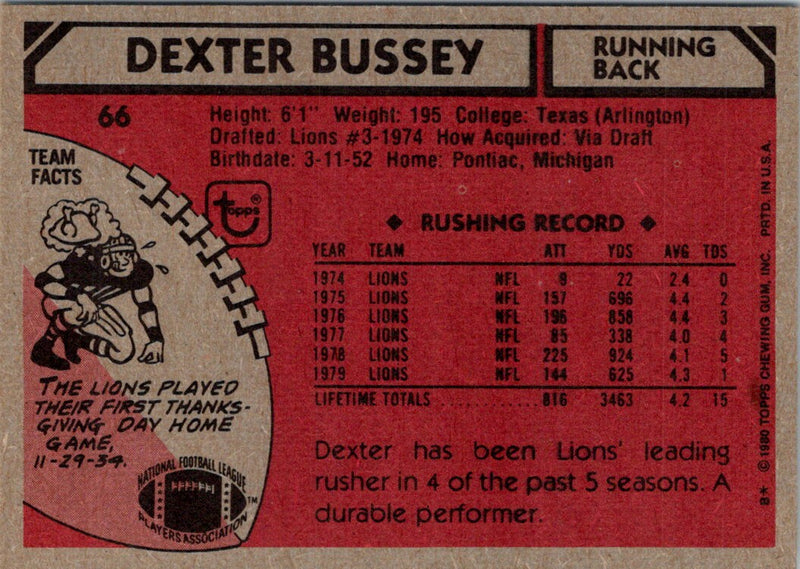 DEXTER BUSSEY
RUNNING
BACK
66
Height: 6'1" Weight: 195 College: Texas (Arlington)
Drafted: Lions #3-1974 How Acquired: Via Draft
Birthdate: 3-11-52 Home: Pontiac, Michigan
TEAM
FACTS
topps®
◆ RUSHING RECORD ◆
YEAR TEAM ATT YDS AVG TDS
1974 LIONS NFL 9 22 2.4 0
1975 LIONS NFL 157 696 4.4 2
1976 LIONS NFL 196 858 4.4 3
1977 LIONS NFL 85 338 4.0 4
1978 LIONS NFL 225 924 4.1 5
1979 LIONS NFL 144 625 4.3 1
LIFETIME TOTALS 816 3463 4.2 15
THE LIONS PLAYED
THEIR FIRST THANKS-
GIVING DAY HOME
GAME,
11-29-34.
NATIONAL FOOTBALL LEAGUE
PLAYERS ASSOCIATION™
Dexter has been Lions' leading
rusher in 4 of the past 5 seasons. A
durable performer.
B* © 1980 TOPPS CHEWING GUM, INC. PRTD. IN U.S.A.